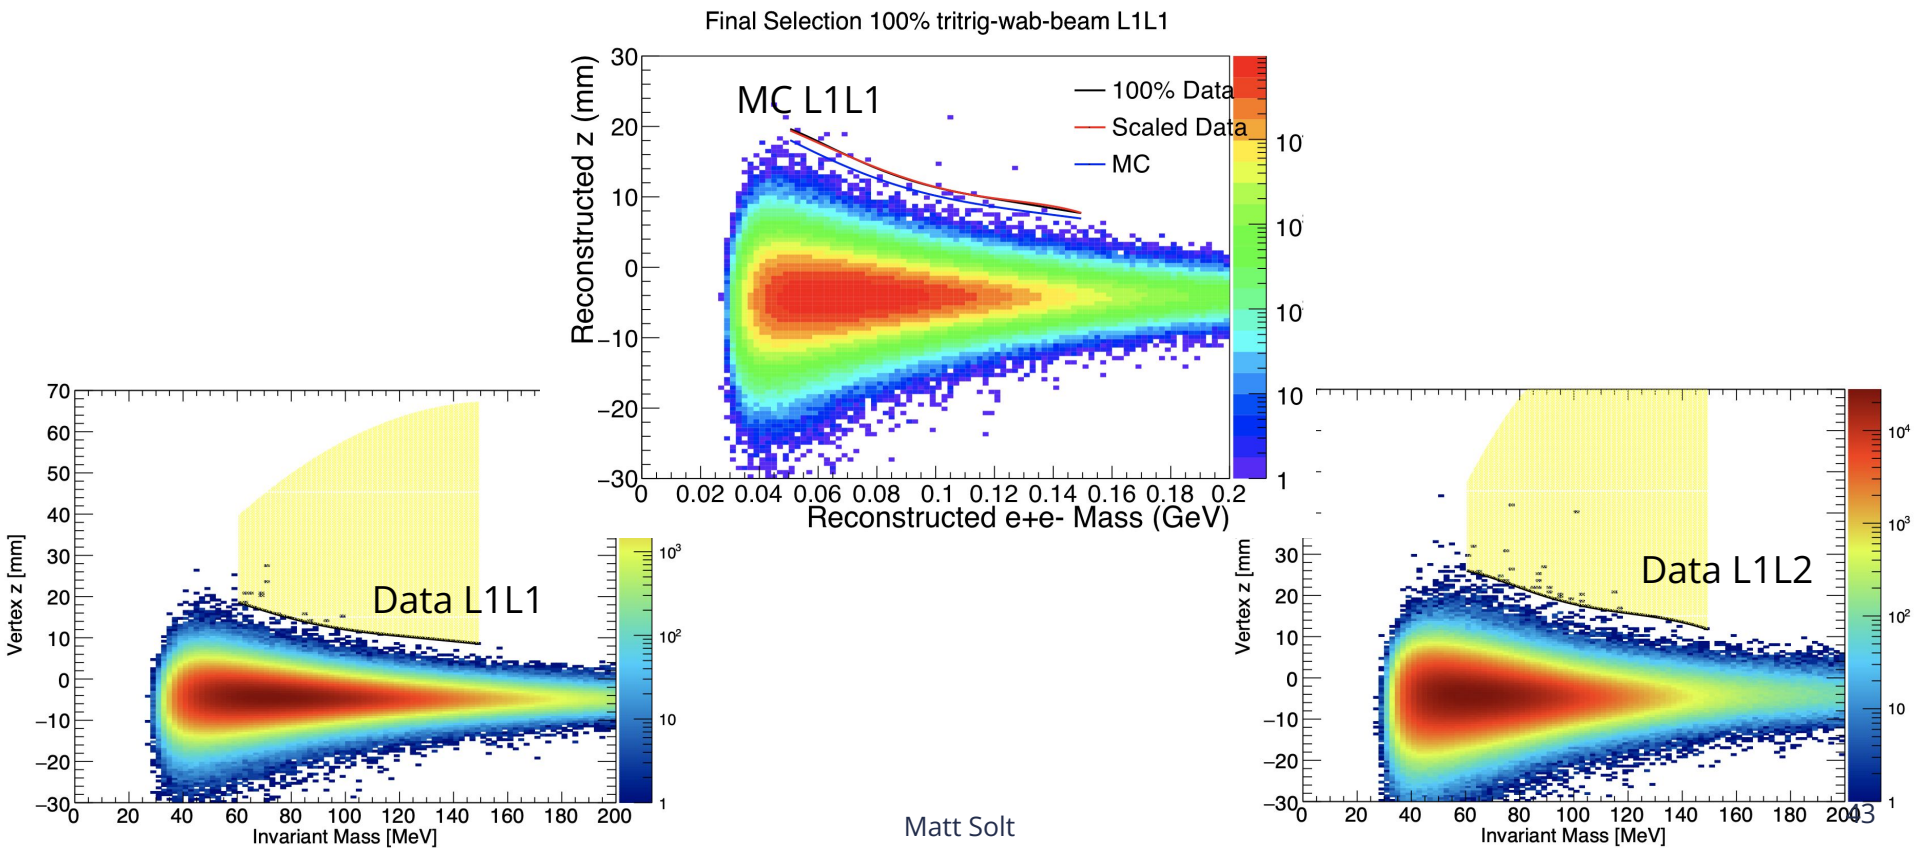 Final Selection 100% tritrig-wab-beam L1L1
Reconstructed z (mm)
30
20
10
0
−10
−20
−30
MC L1L1
100% Data
Scaled Data
MC
10
10
10
10
1
0 0.02 0.04 0.06 0.08 0.1 0.12 0.14 0.16 0.18 0.2
Reconstructed e+e- Mass (GeV)
Vertex z [mm]
70
60
50
40
30
20
10
0
−10
−20
−30
Data L1L1
10³
10²
10
1
0 20 40 60 80 100 120 140 160 180 200
Invariant Mass [MeV]
Vertex z [mm
30
20
10
0
−10
−20
−30
Data L1L2
10⁴
10³
10²
10
1
0 20 40 60 80 100 120 140 160 180 200
Invariant Mass [MeV]
Matt Solt
43